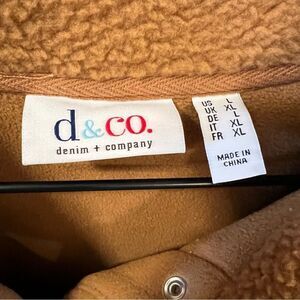 d&co.
denim + company
US L
UK XL
DE L
IT XL
FR XL
MADE IN
CHINA